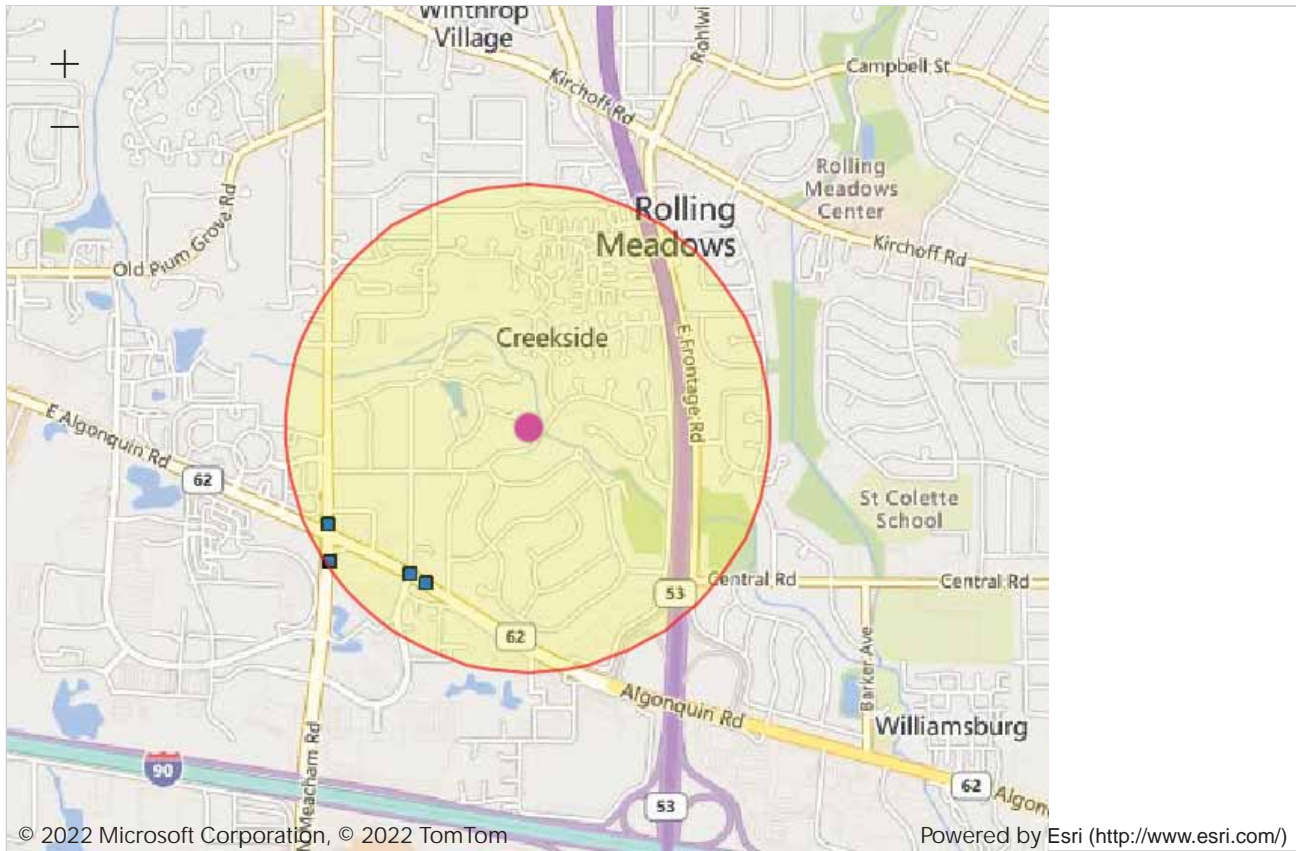 Winthrop
Village
+
−
Kirchoff Rd
Campbell St
Rolling
Meadows
Center
Old Plum Grove Rd
Rolling
Meadows
Kirchoff Rd
Creekside
E Frontage Rd
E Algonquin Rd
62
St Colette
School
53
Central Rd
Central Rd
62
Barker Ave
Algonquin Rd
Williamsburg
N Meacham Rd
90
62
53
© 2022 Microsoft Corporation, © 2022 TomTom
Powered by Esri (http://www.esri.com/)